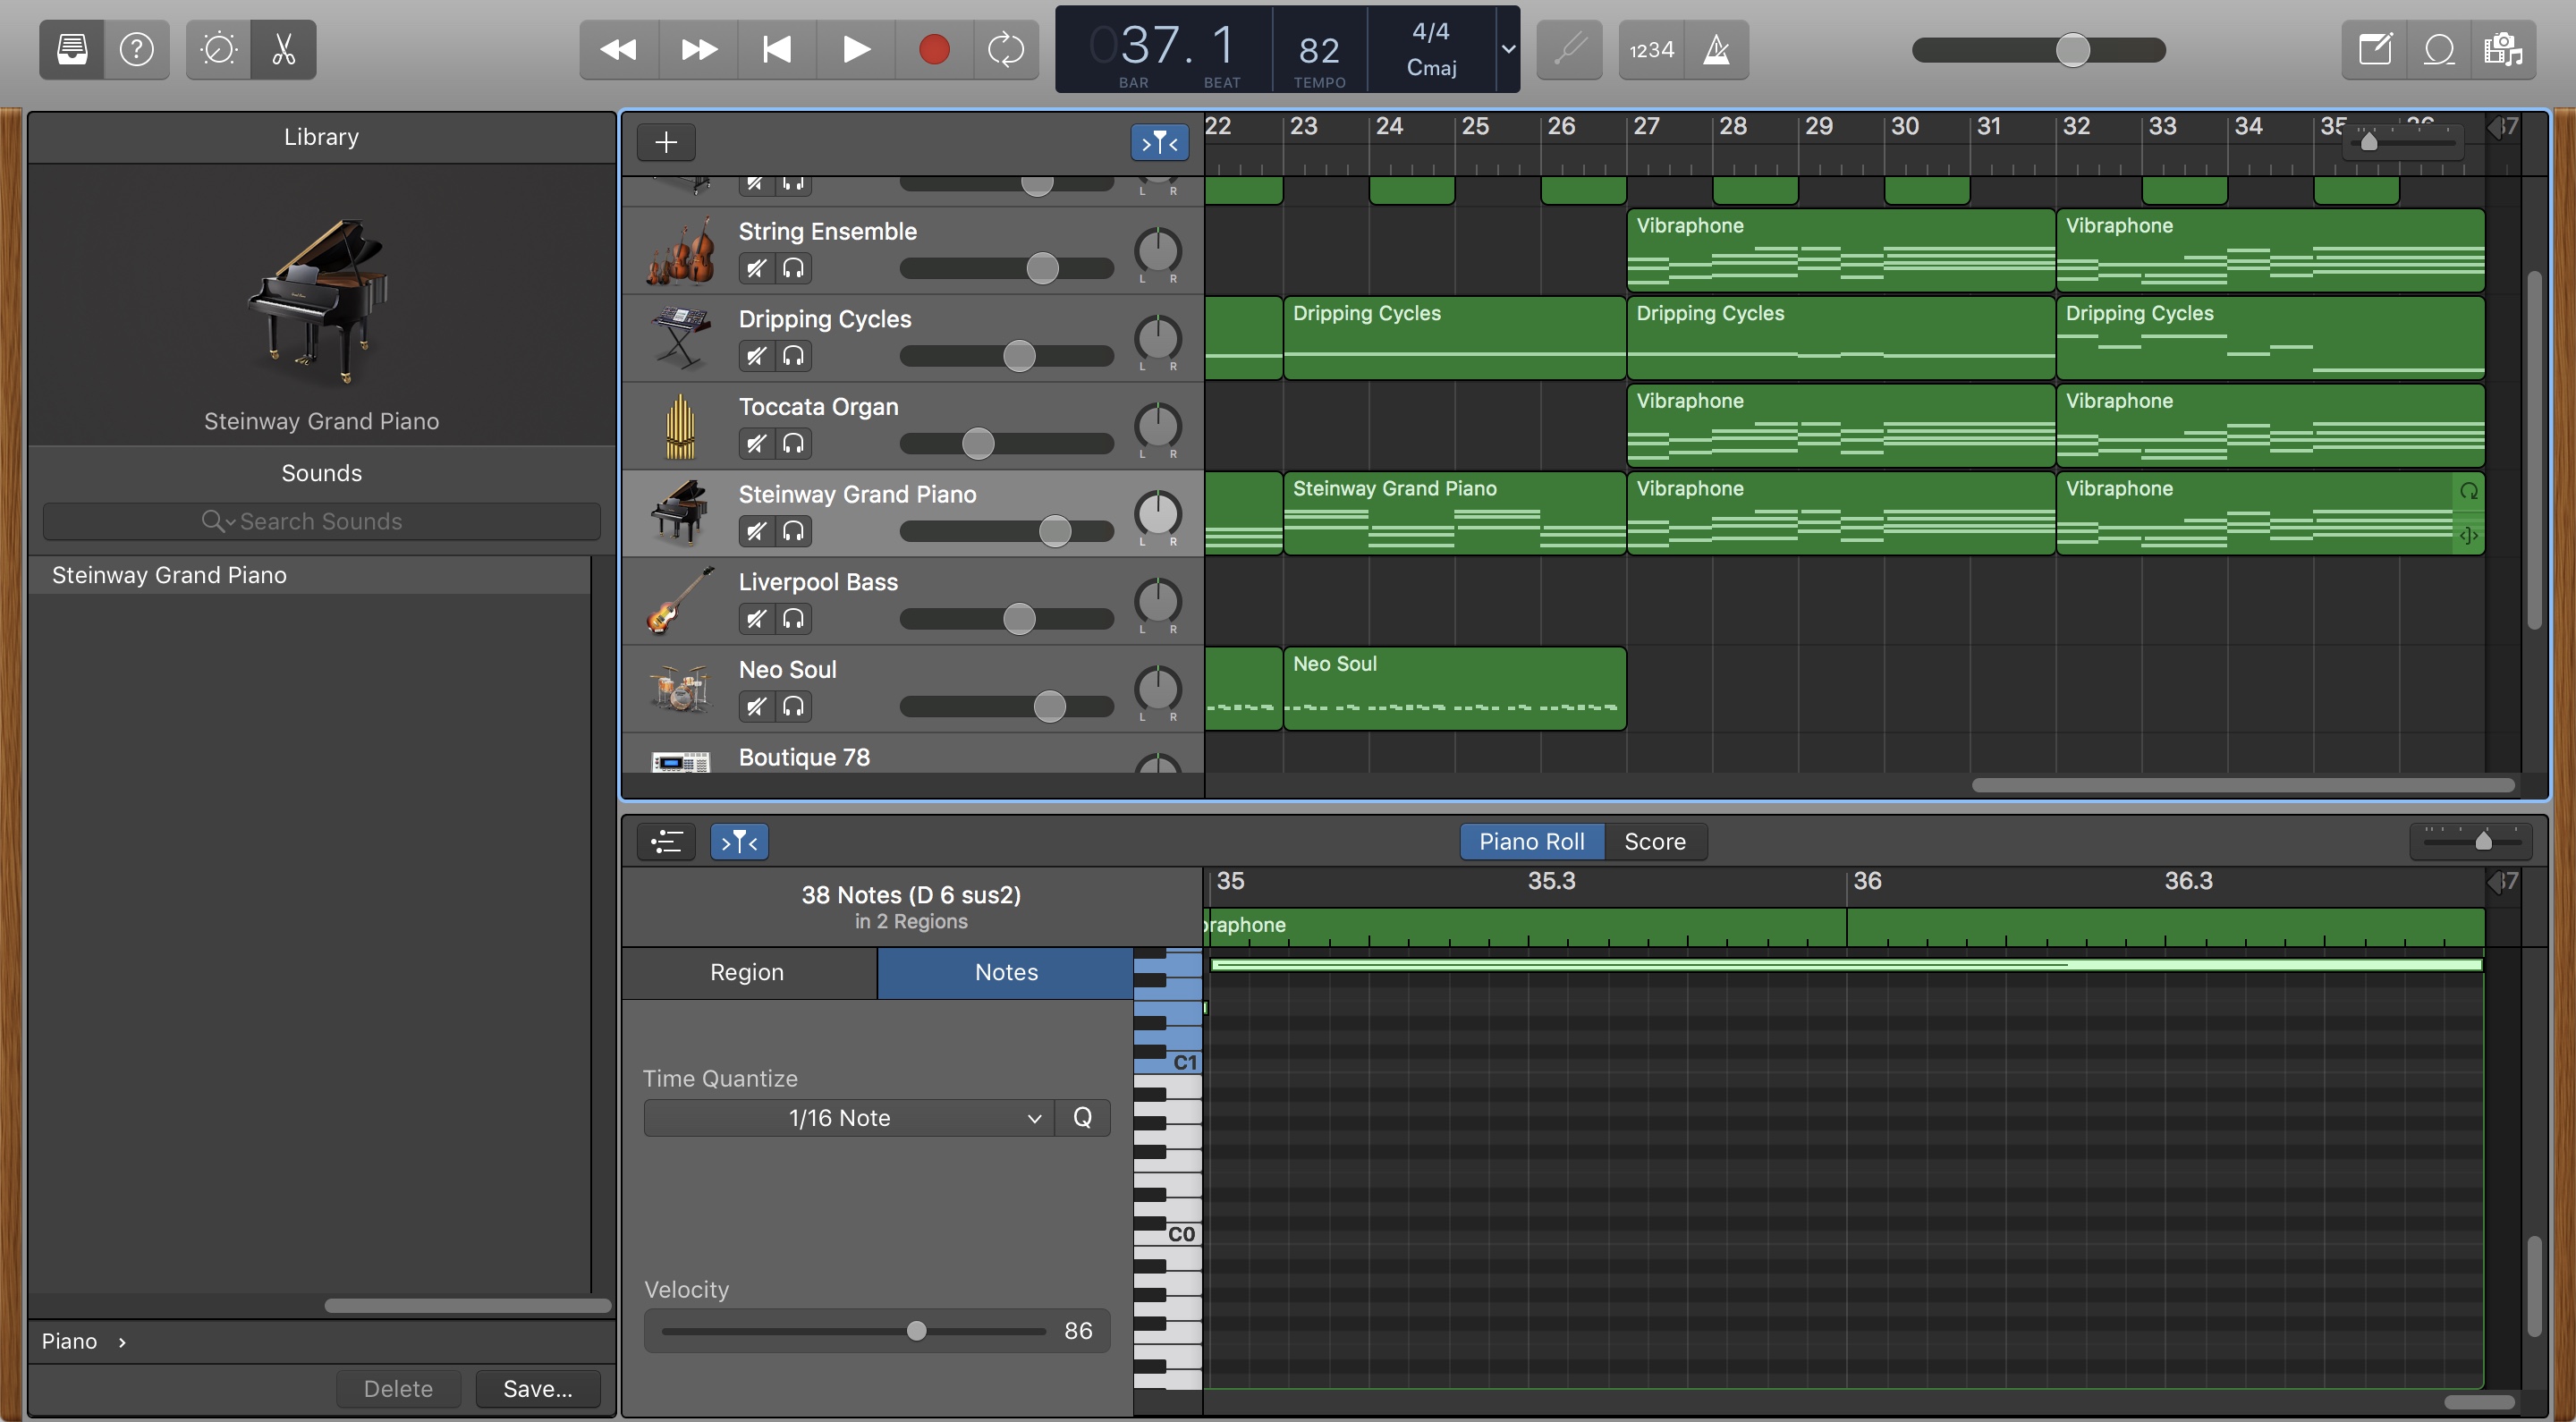 1234
037. 1
BAR
BEAT
82
TEMPO
4/4
Cmaj
Library
Steinway Grand Piano
Sounds
Search Sounds
Steinway Grand Piano
Piano
Delete
Save...
22 23 24 25 26 27 28 29 30 31 32 33 34 35 36 37
L R
String Ensemble
L R
Vibraphone
Vibraphone
Dripping Cycles
L R
Dripping Cycles
Dripping Cycles
Dripping Cycles
Toccata Organ
L R
Vibraphone
Vibraphone
Steinway Grand Piano
L R
Steinway Grand Piano
Vibraphone
Vibraphone
Liverpool Bass
L R
Neo Soul
L R
Neo Soul
Boutique 78
Piano Roll
Score
38 Notes (D 6 sus2)
in 2 Regions
35 35.3 36 36.3 37
braphone
Region
Notes
Time Quantize
1/16 Note
Q
Velocity
86
C1
C0